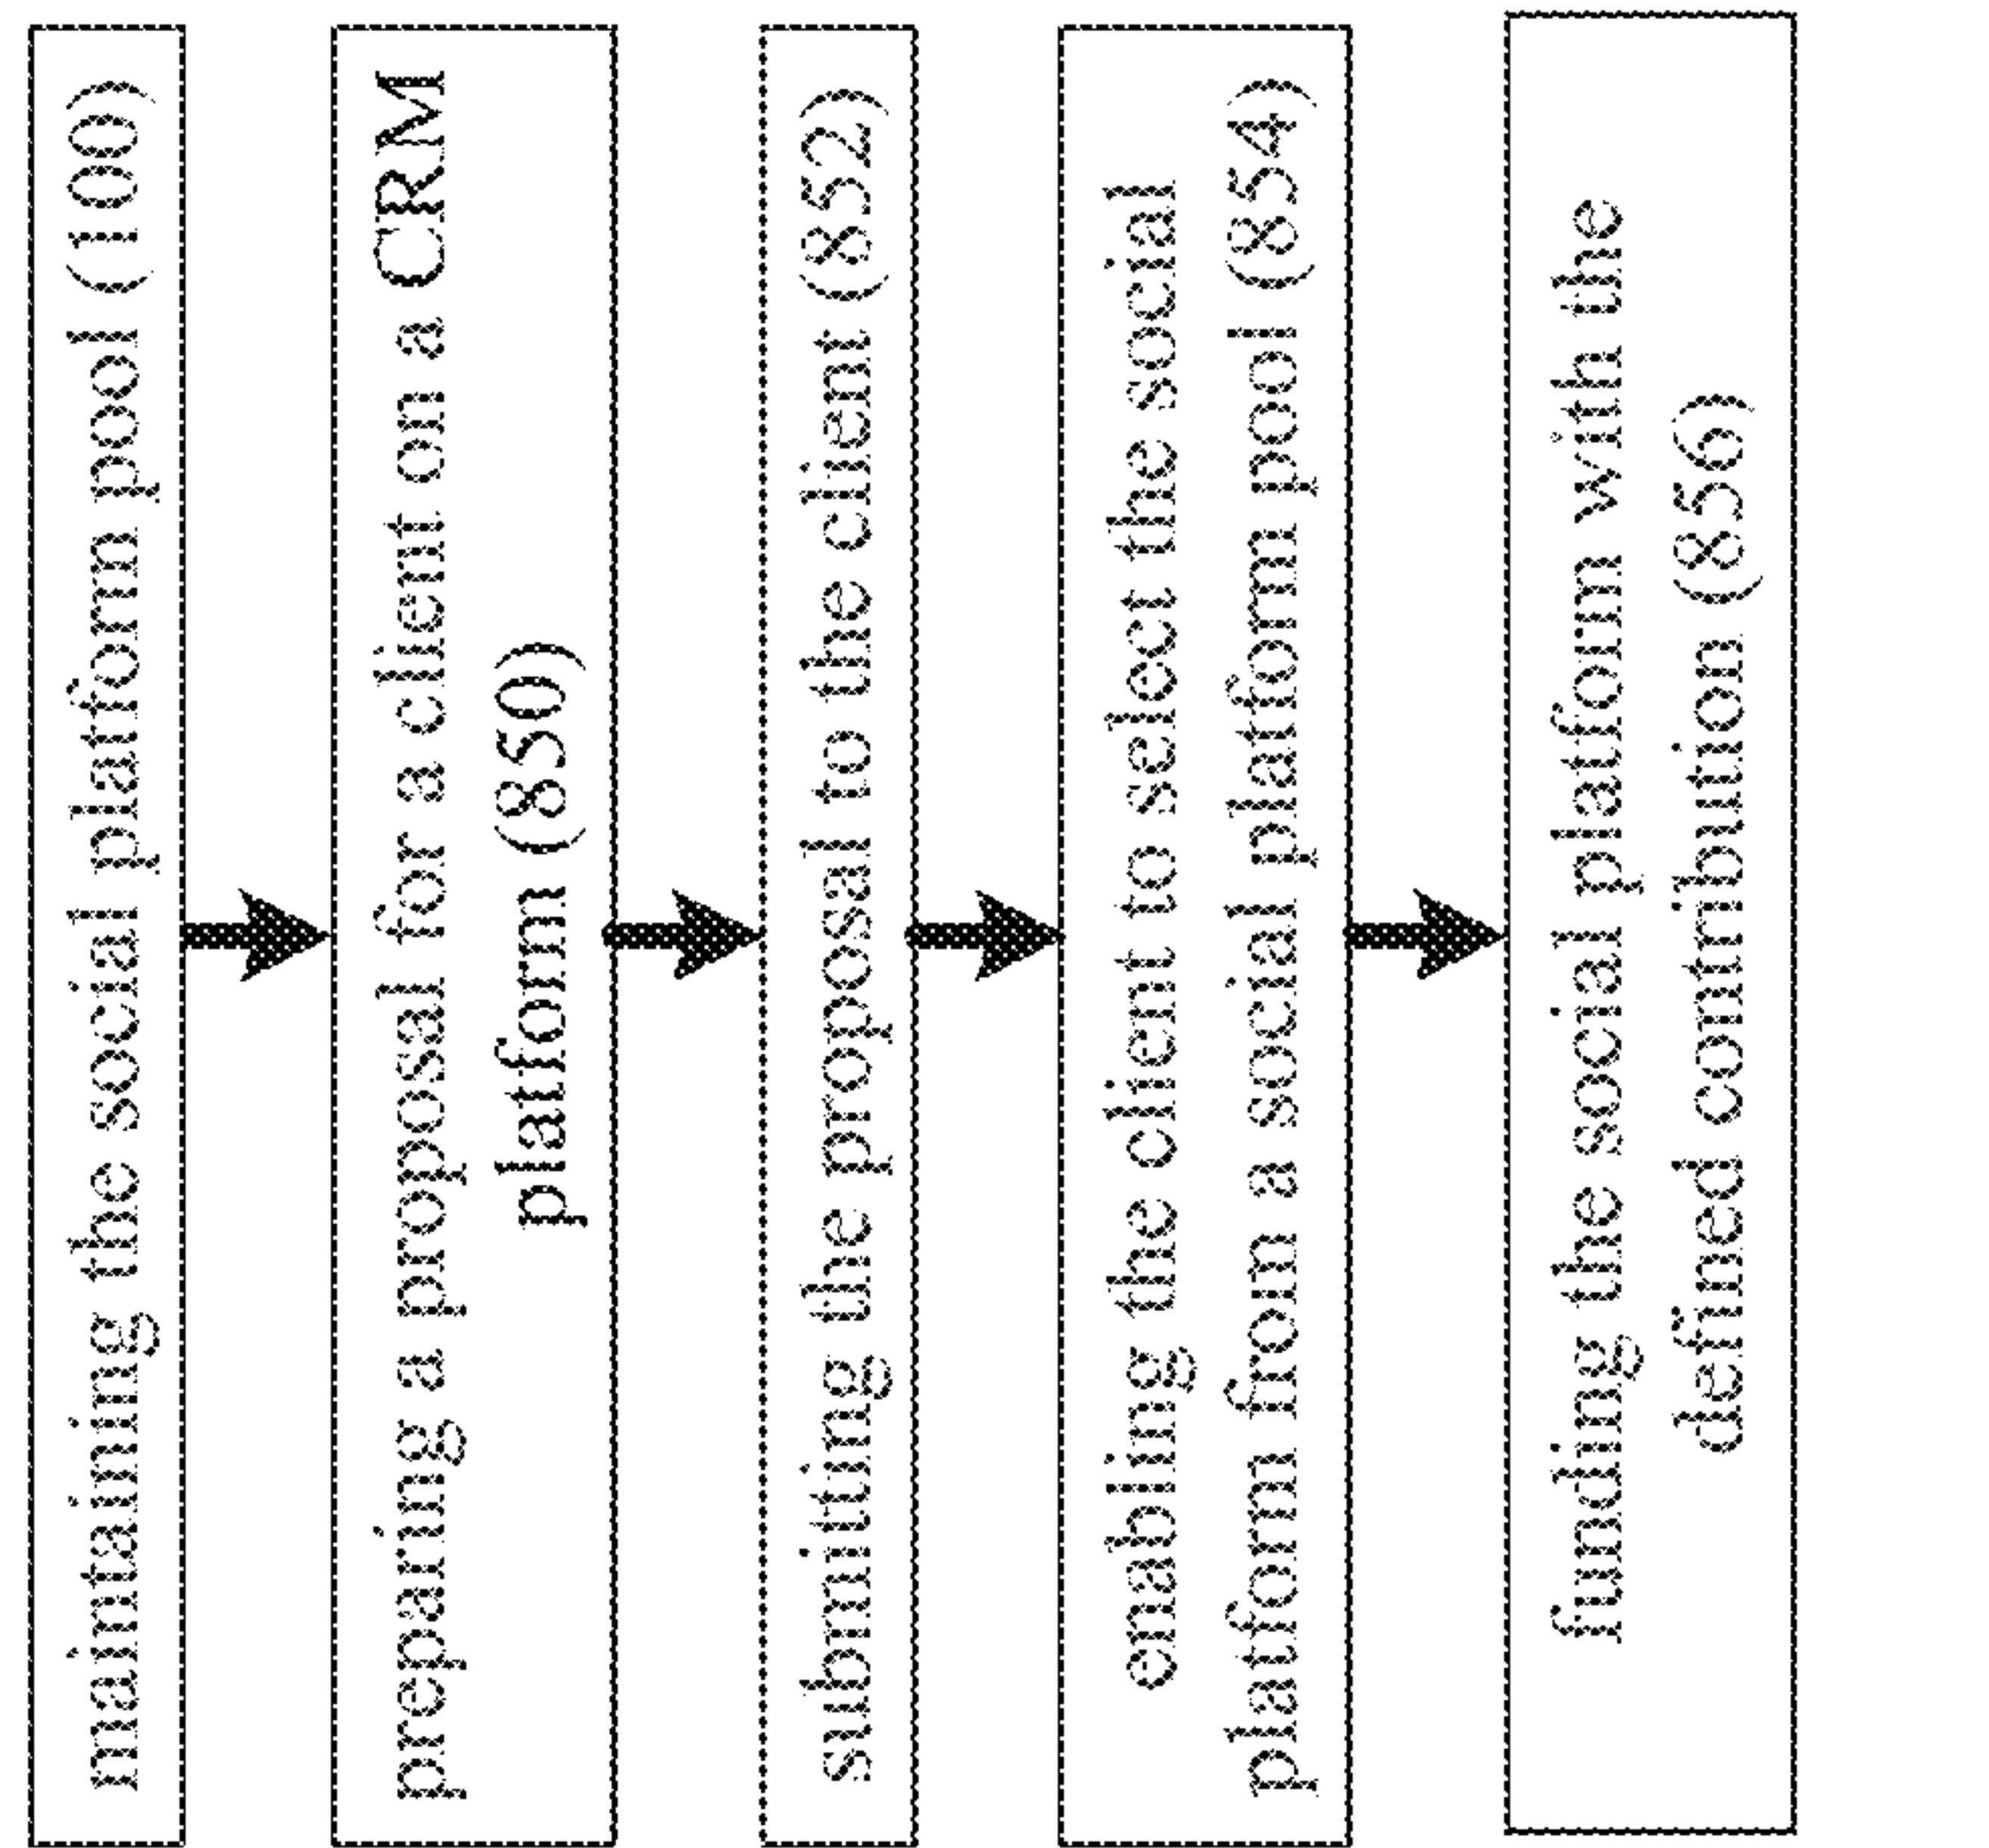 maintaining the social platform pool (100)
preparing a proposal for a client on a CRM
platform (850)
submitting the proposal to the client (852)
enabling the client to select the social
platform from a social platform pool (854)
funding the social platform with the
defined contribution (856)